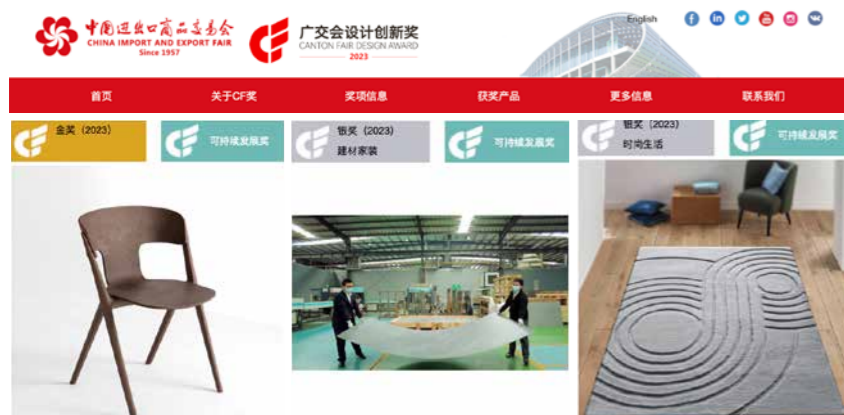 中国进出口商品交易会
CHINA IMPORT AND EXPORT FAIR
Since 1957
广交会设计创新奖
CANTON FAIR DESIGN AWARD
2023
English
首页
关于CF奖
奖项信息
获奖产品
更多信息
联系我们
金奖（2023）
可持续发展奖
银奖（2023）
建材家装
可持续发展奖
银奖（2023）
时尚生活
可持续发展奖